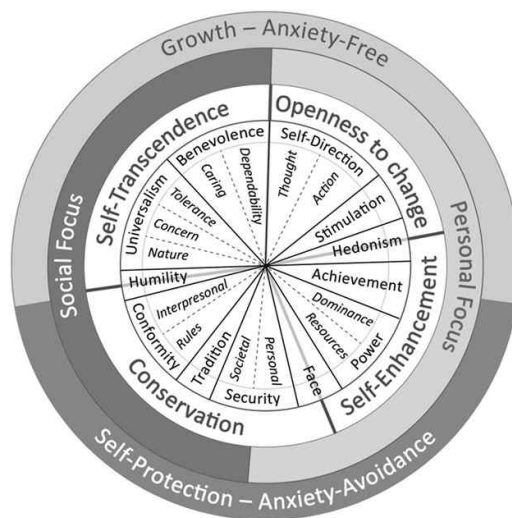 Growth – Anxiety-Free
Social Focus
Personal Focus
Self-Protection – Anxiety-Avoidance
Self-Transcendence
Openness to change
Self-Enhancement
Conservation
Benevolence
Caring
Dependability
Self-Direction
Thought
Action
Stimulation
Hedonism
Achievement
Power
Dominance
Resources
Face
Security
Personal
Societal
Tradition
Conformity
Rules
Interpresonal
Humility
Universalism
Nature
Concern
Tolerance